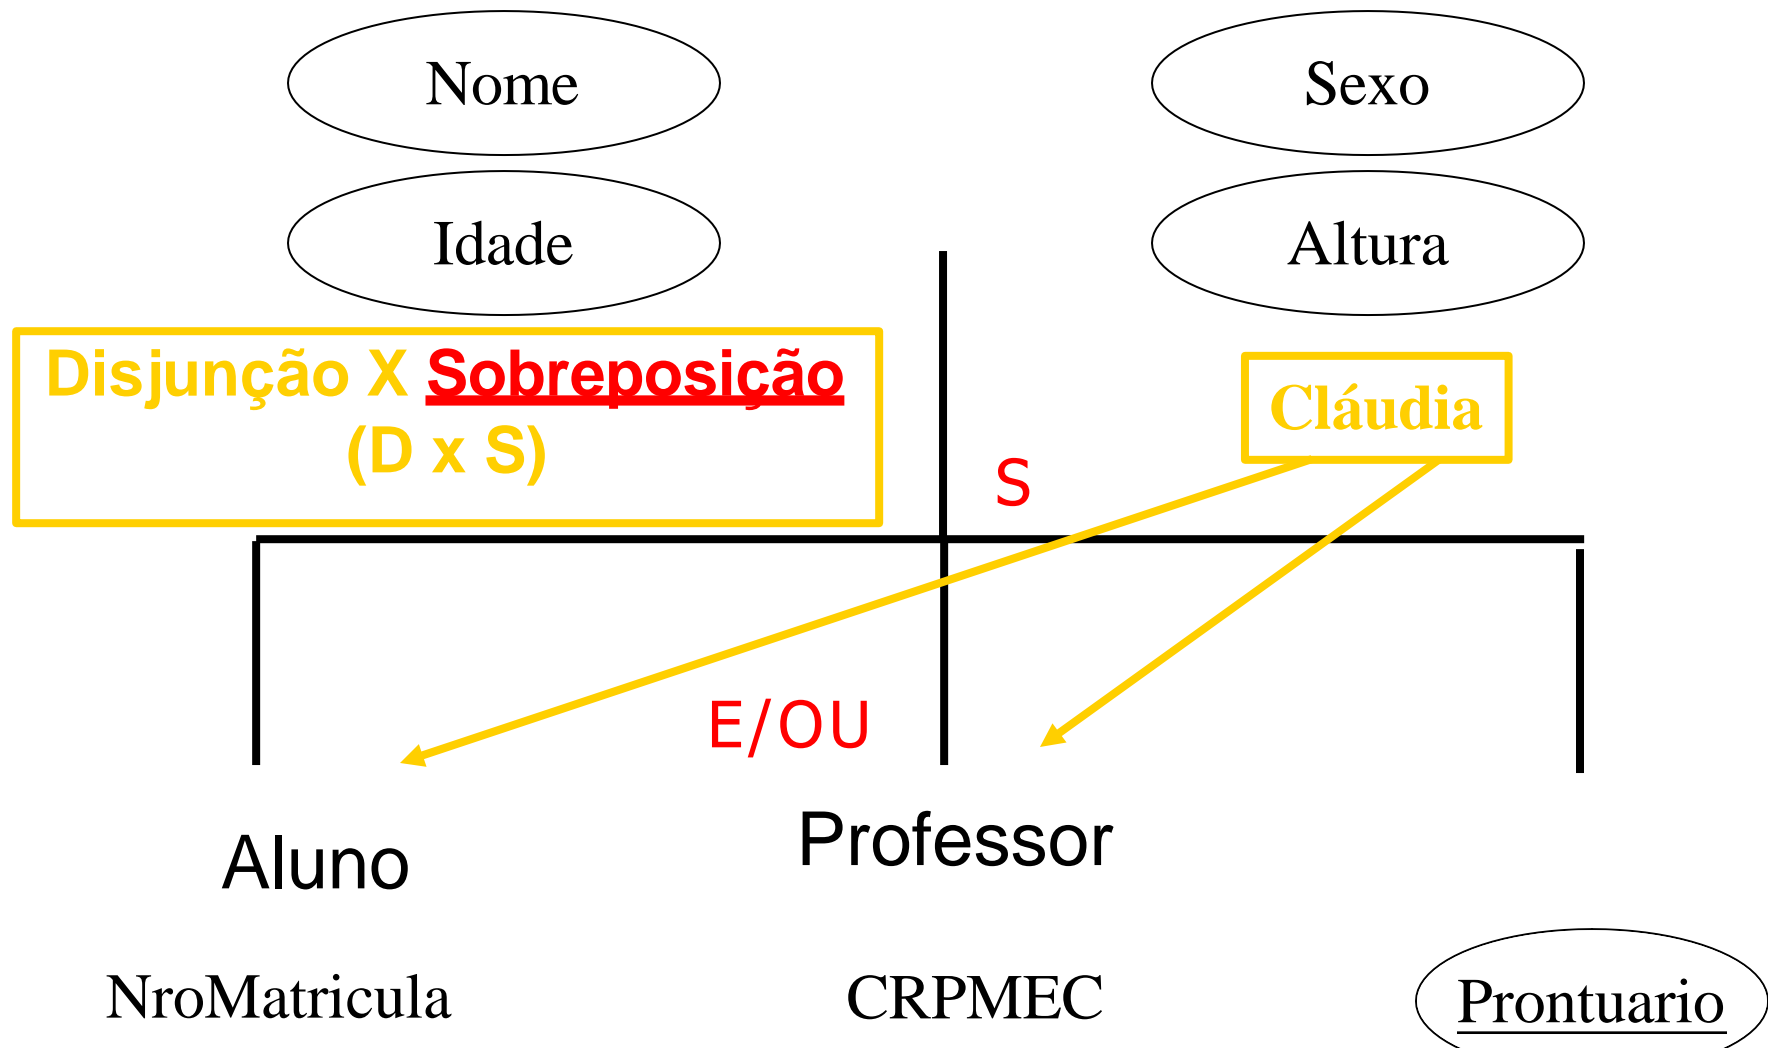 Nome
Sexo
Idade
Altura
Disjunção X Sobreposição
(D x S)
Cláudia
S
E/OU
Aluno
Professor
NroMatricula
CRPMEC
Prontuario